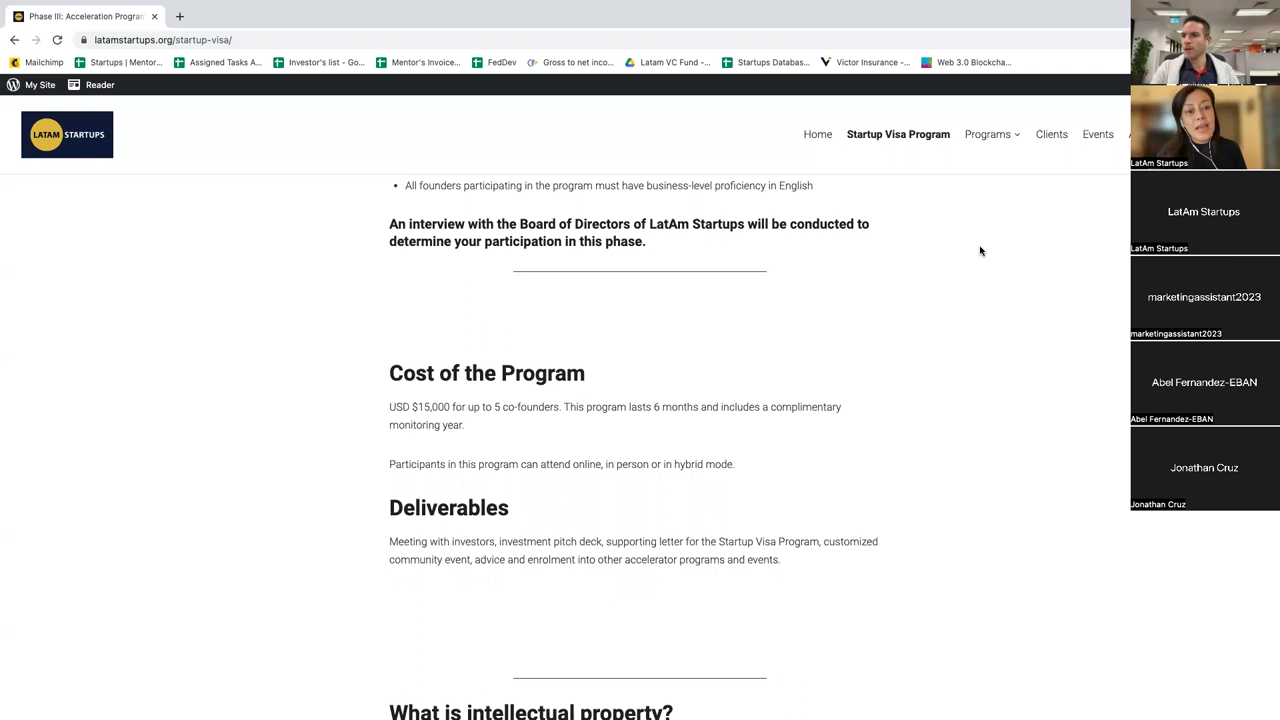 Phase III: Acceleration Program
latamstartups.org/startup-visa/
Mailchimp
Startups | Mentor...
Assigned Tasks A...
Investor's list - Go...
Mentor's Invoice...
FedDev
Gross to net inco...
Latam VC Fund -...
Startups Databas...
Victor Insurance -...
Web 3.0 Blockcha...
My Site
Reader
LATAM STARTUPS
Home
Startup Visa Program
Programs
Clients
Events
• All founders participating in the program must have business-level proficiency in English
An interview with the Board of Directors of LatAm Startups will be conducted to
determine your participation in this phase.
Cost of the Program
USD $15,000 for up to 5 co-founders. This program lasts 6 months and includes a complimentary
monitoring year.
Participants in this program can attend online, in person or in hybrid mode.
Deliverables
Meeting with investors, investment pitch deck, supporting letter for the Startup Visa Program, customized
community event, advice and enrolment into other accelerator programs and events.
What is intellectual property?
LatAm Startups
LatAm Startups
LatAm Startups
marketingassistant2023
marketingassistant2023
Abel Fernandez-EBAN
Abel Fernandez-EBAN
Jonathan Cruz
Jonathan Cruz